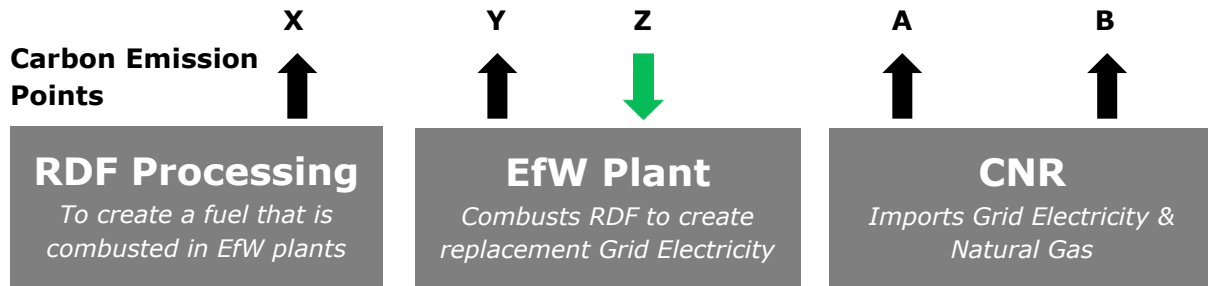 X Y Z A B
Carbon Emission
Points
RDF Processing
To create a fuel that is
combusted in EfW plants
EfW Plant
Combusts RDF to create
replacement Grid Electricity
CNR
Imports Grid Electricity &
Natural Gas